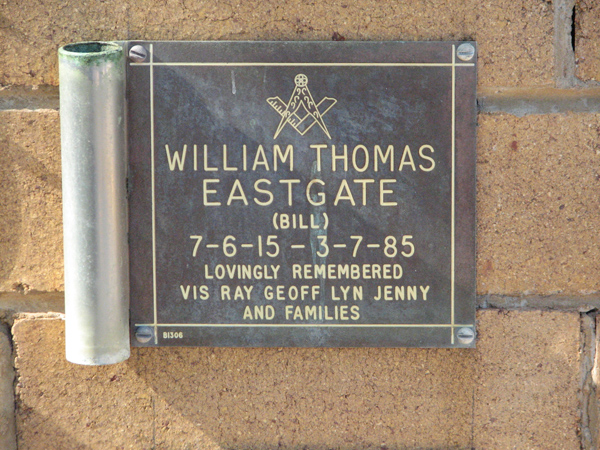 WILLIAM THOMAS
EASTGATE
(BILL)
7-6-15 - 3-7-85
LOVINGLY REMEMBERED
VIS RAY GEOFF LYN JENNY
AND FAMILIES
B1306